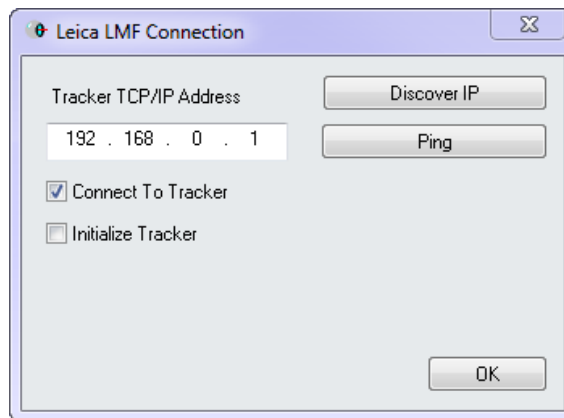 Leica LMF Connection
Tracker TCP/IP Address
Discover IP
192 . 168 . 0 . 1
Ping
Connect To Tracker
Initialize Tracker
OK